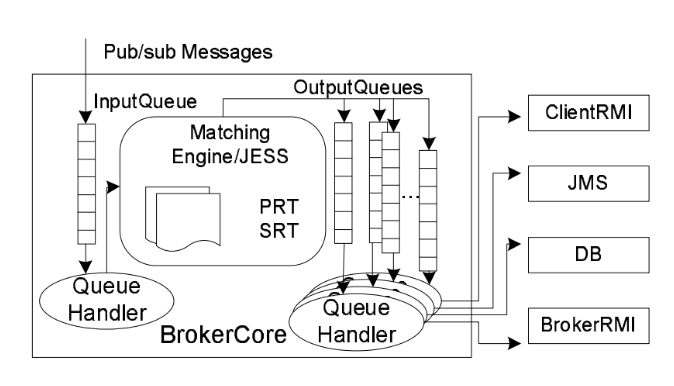 Pub/sub Messages
OutputQueues
InputQueue
Matching
Engine/JESS
PRT
SRT
...
Queue
Handler
Queue
Handler
BrokerCore
ClientRMI
JMS
DB
BrokerRMI